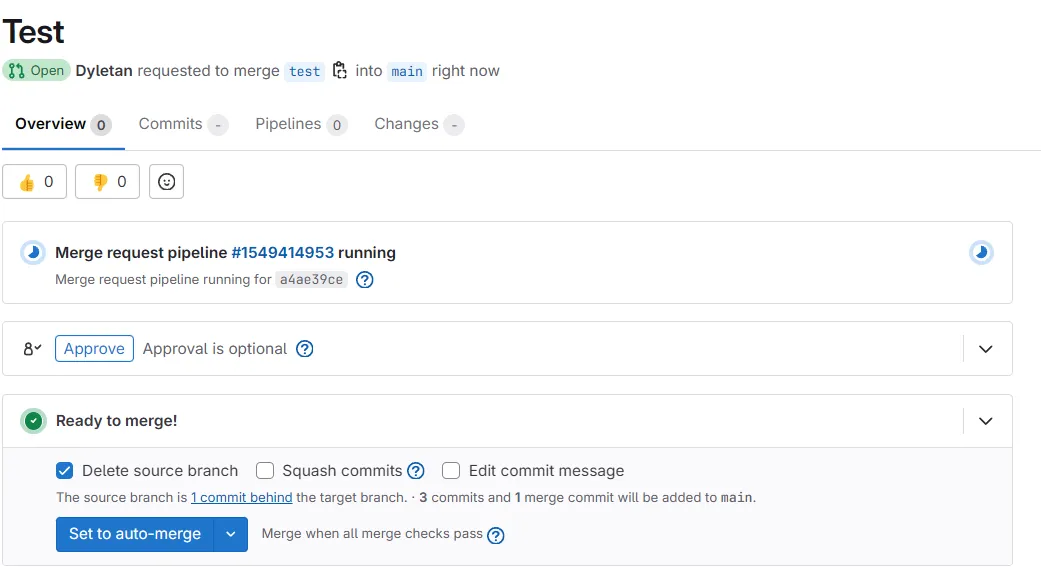 Test
Open Dyletan requested to merge test into main right now
Overview 0 Commits - Pipelines 0 Changes -
👍 0 👎 0
Merge request pipeline #1549414953 running
Merge request pipeline running for a4ae39ce ?
Approve Approval is optional ?
Ready to merge!
Delete source branch Squash commits ? Edit commit message
The source branch is 1 commit behind the target branch. · 3 commits and 1 merge commit will be added to main.
Set to auto-merge Merge when all merge checks pass ?